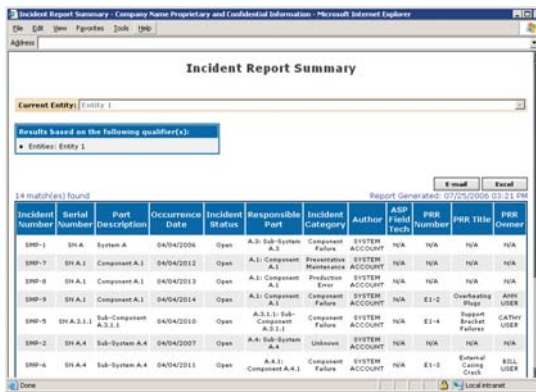 Incident Report Summary - Company Name Proprietary and Confidential Information - Microsoft Internet Explorer
File Edit View Favorites Tools Help
Address
Incident Report Summary
Current Entity: Entity 1
Results based on the following qualifier(s):
▪ Entities: Entity 1
E-mail Excel
14 match(es) found Report Generated: 07/25/2006 03:21 PM
Incident Number Serial Number Part Description Occurrence Date Incident Status Responsible Part Incident Category Author ASP Field Tech PRR Number PRR Title PRR Owner
SMP-1 SN A System A 04/04/2006 Open A.3: Sub-System A.3 Component Failure SYSTEM ACCOUNT N/A N/A N/A N/A
SMP-7 SN A.1 Component A.1 04/04/2012 Open A.1: Component A.1 Preventative Maintenance SYSTEM ACCOUNT N/A N/A N/A N/A
SMP-8 SN A.1 Component A.1 04/04/2013 Open A.1: Component A.1 Production Error SYSTEM ACCOUNT N/A N/A N/A N/A
SMP-9 SN A.1 Component A.1 04/04/2014 Open A.1: Component A.1 Component Failure SYSTEM ACCOUNT N/A E1-2 Overheating Plugs ANN USER
SMP-5 SN A.3.1.1 Sub-Component A.3.1.1 04/04/2010 Open A.3.1.1: Sub-Component A.3.1.1 Component Failure SYSTEM ACCOUNT N/A E1-4 Support Bracket Failures CATHY USER
SMP-2 SN A.4 Sub-System A.4 04/04/2007 Open A.4: Sub-System A.4 Unknown SYSTEM ACCOUNT N/A N/A N/A N/A
SMP-6 SN A.4 Sub-System A.4 04/04/2011 Open A.4.1: Component A.4.1 Component Failure SYSTEM ACCOUNT N/A E1-3 External Casing Crack BILL USER
Done Local intranet